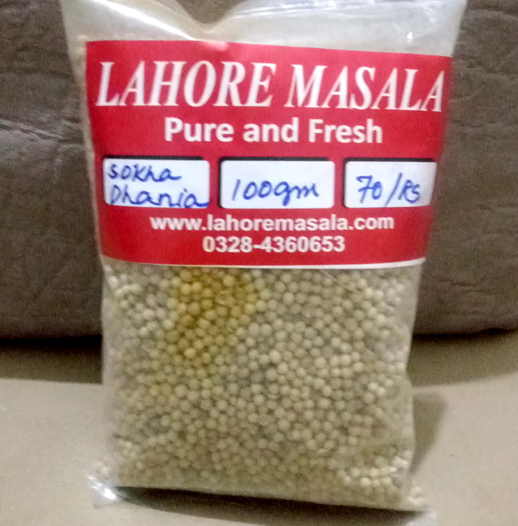 LAHORE MASALA
Pure and Fresh
Sokha
Dhania
100gm
70/Rs
www.lahoremasala.com
0328-4360653